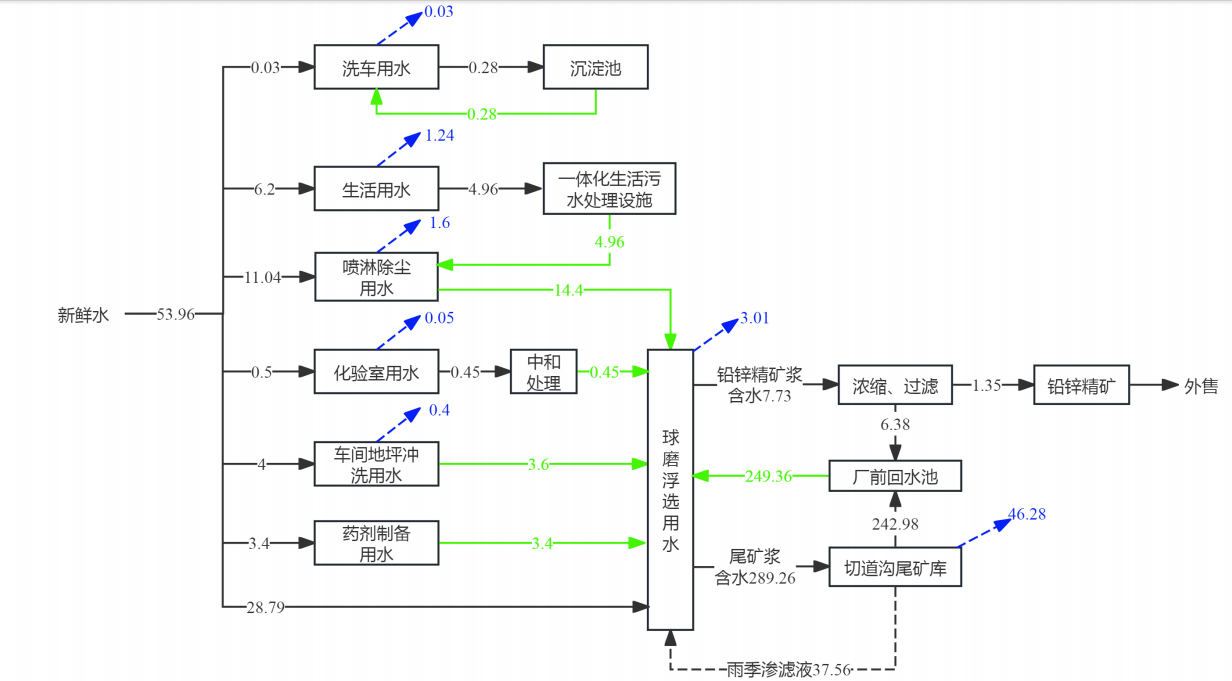 0.03
0.03
洗车用水
0.28
沉淀池
0.28
1.24
6.2
生活用水
4.96
一体化生活污
水处理设施
1.6
4.96
11.04
喷淋除尘
用水
14.4
新鲜水
53.96
0.05
3.01
0.5
化验室用水
0.45
中和
处理
0.45
铅锌精矿浆
含水7.73
浓缩、过滤
1.35
铅锌精矿
外售
0.4
6.38
4
车间地坪冲
洗用水
3.6
球
磨
浮
选
用
水
249.36
厂前回水池
3.4
药剂制备
用水
3.4
242.98
46.28
尾矿浆
含水289.26
切道沟尾矿库
28.79
雨季渗滤液37.56